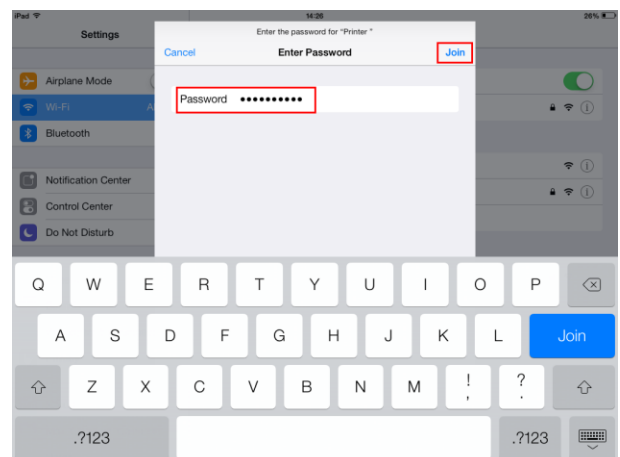 iPad 14:26 26%
Enter the password for “Printer ”
Settings Cancel Enter Password Join
Airplane Mode
Wi-Fi
Password ••••••••••
Bluetooth
Notification Center
Control Center
Do Not Disturb
Q W E R T Y U I O P
A S D F G H J K L Join
Z X C V B N M ! , ? .
.?123 .?123